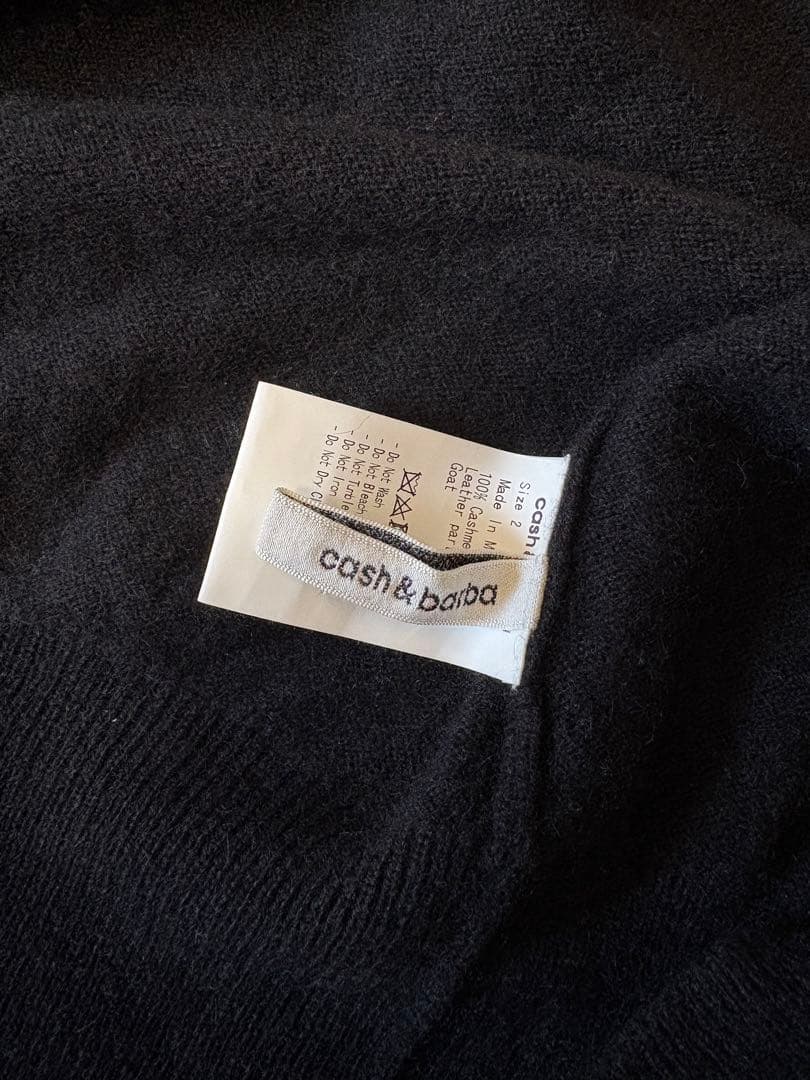 cash
Size 2
Made In
100% Cashme
Leather par
Goat
- Do Not Wash
- Do Not Bleach
- Do Not Tumble
- Do Not Iron
- Do Not Dry
cash & barba